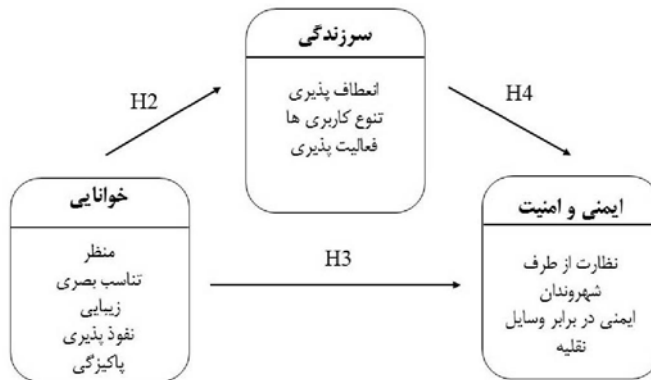 سرزندگی
انعطاف پذیری
تنوع کاربری ها
فعالیت پذیری
H2
H4
خوانایی
منظر
تناسب بصری
زیبایی
نفوذ پذیری
پاکیزگی
H3
ایمنی و امنیت
نظارت از طرف
شهروندان
ایمنی در برابر وسایل
نقلیه